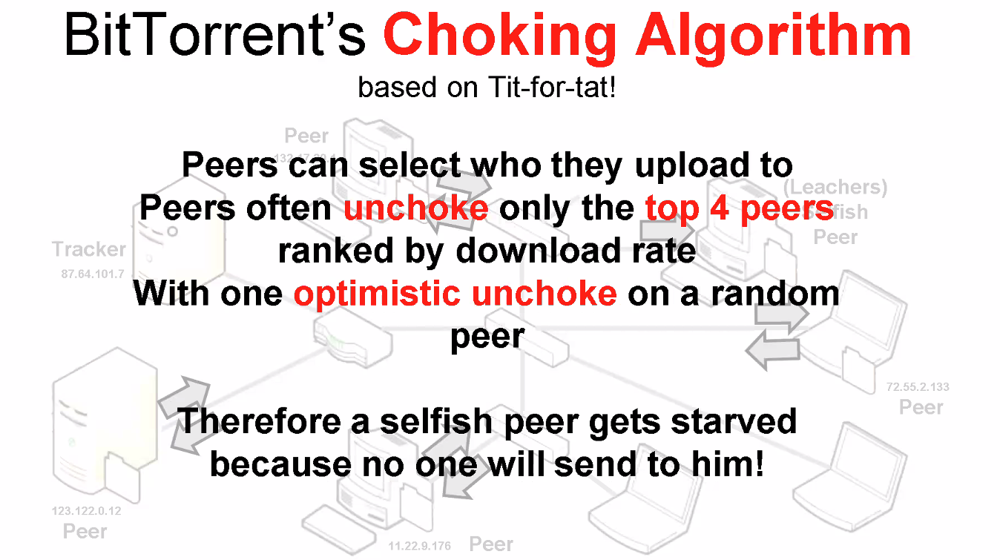 BitTorrent’s Choking Algorithm
based on Tit-for-tat!
Peer
Peers can select who they upload to
(Leachers)
Peers often unchoke only the top 4 peers
Peer
ranked by download rate
Tracker
87.64.101.7
With one optimistic unchoke on a random
peer
72.55.2.133
Peer
Therefore a selfish peer gets starved
because no one will send to him!
123.122.0.12
Peer
11.22.9.176
Peer